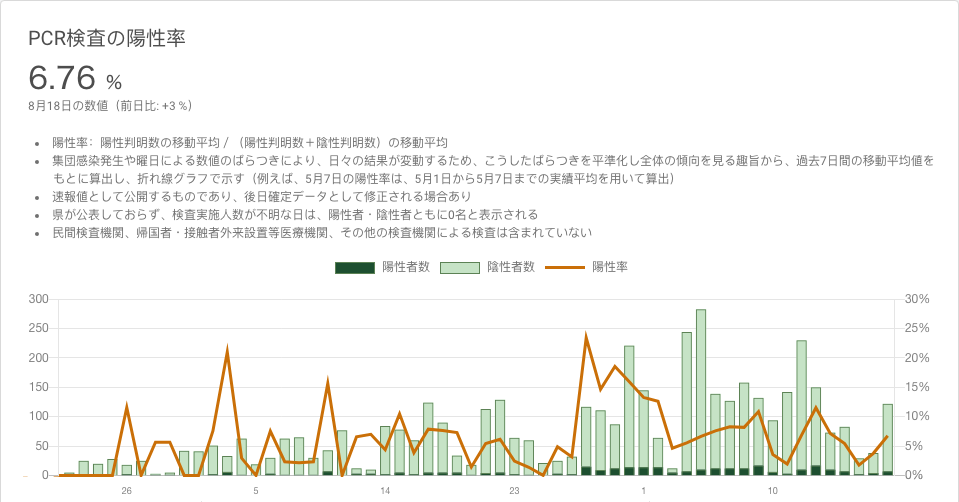 PCR検査の陽性率
6.76 %
8月18日の数値（前日比: +3 %）
陽性率：陽性判明数の移動平均 / （陽性判明数＋陰性判明数）の移動平均
集団感染発生や曜日による数値のばらつきにより、日々の結果が変動するため、こうしたばらつきを平準化し全体の傾向を見る趣旨から、過去7日間の移動平均値を
もとに算出し、折れ線グラフで示す（例えば、5月7日の陽性率は、5月1日から5月7日までの実績平均を用いて算出）
速報値として公開するものであり、後日確定データとして修正される場合あり
県が公表しておらず、検査実施人数が不明な日は、陽性者・陰性者ともに0名と表示される
民間検査機関、帰国者・接触者外来設置等医療機関、その他の検査機関による検査は含まれていない
陽性者数 陰性者数 陽性率
300 30%
250 25%
200 20%
150 15%
100 10%
50 5%
0 0%
26 5 14 23 1 10